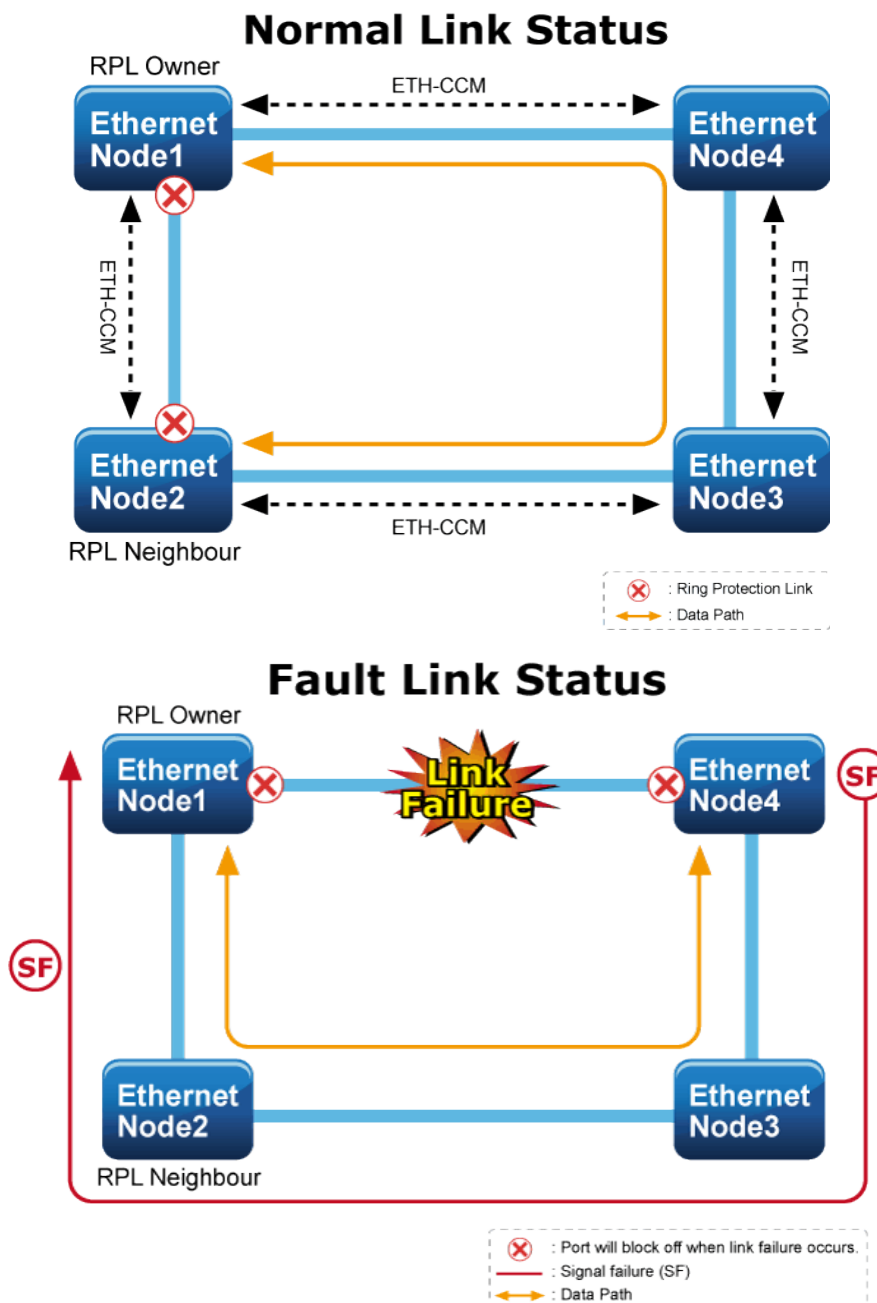 Normal Link Status
RPL Owner
ETH-CCM
Ethernet
Node1
Ethernet
Node4
ETH-CCM
ETH-CCM
Ethernet
Node2
Ethernet
Node3
RPL Neighbour
ETH-CCM
: Ring Protection Link
: Data Path
Fault Link Status
RPL Owner
Ethernet
Node1
Link
Failure
Ethernet
Node4
SF
SF
Ethernet
Node2
Ethernet
Node3
RPL Neighbour
: Port will block off when link failure occurs.
: Signal failure (SF)
: Data Path